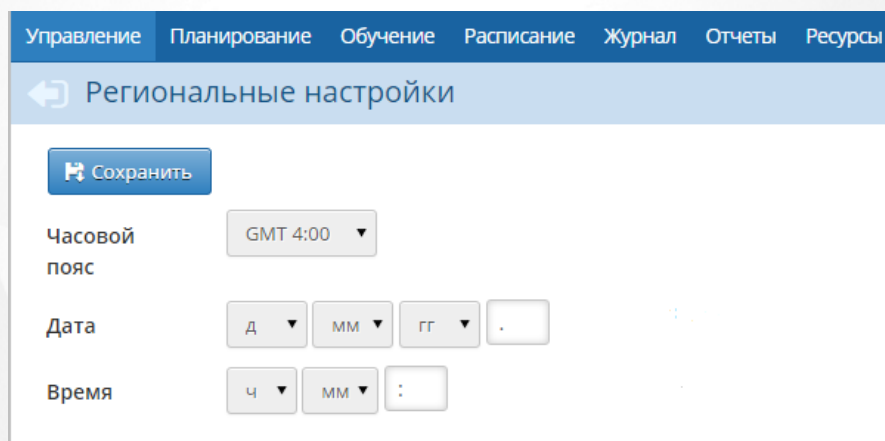 Управление Планирование Обучение Расписание Журнал Отчеты Ресурсы
Региональные настройки
Сохранить
Часовой пояс GMT 4:00
Дата д мм гг .
Время ч мм :